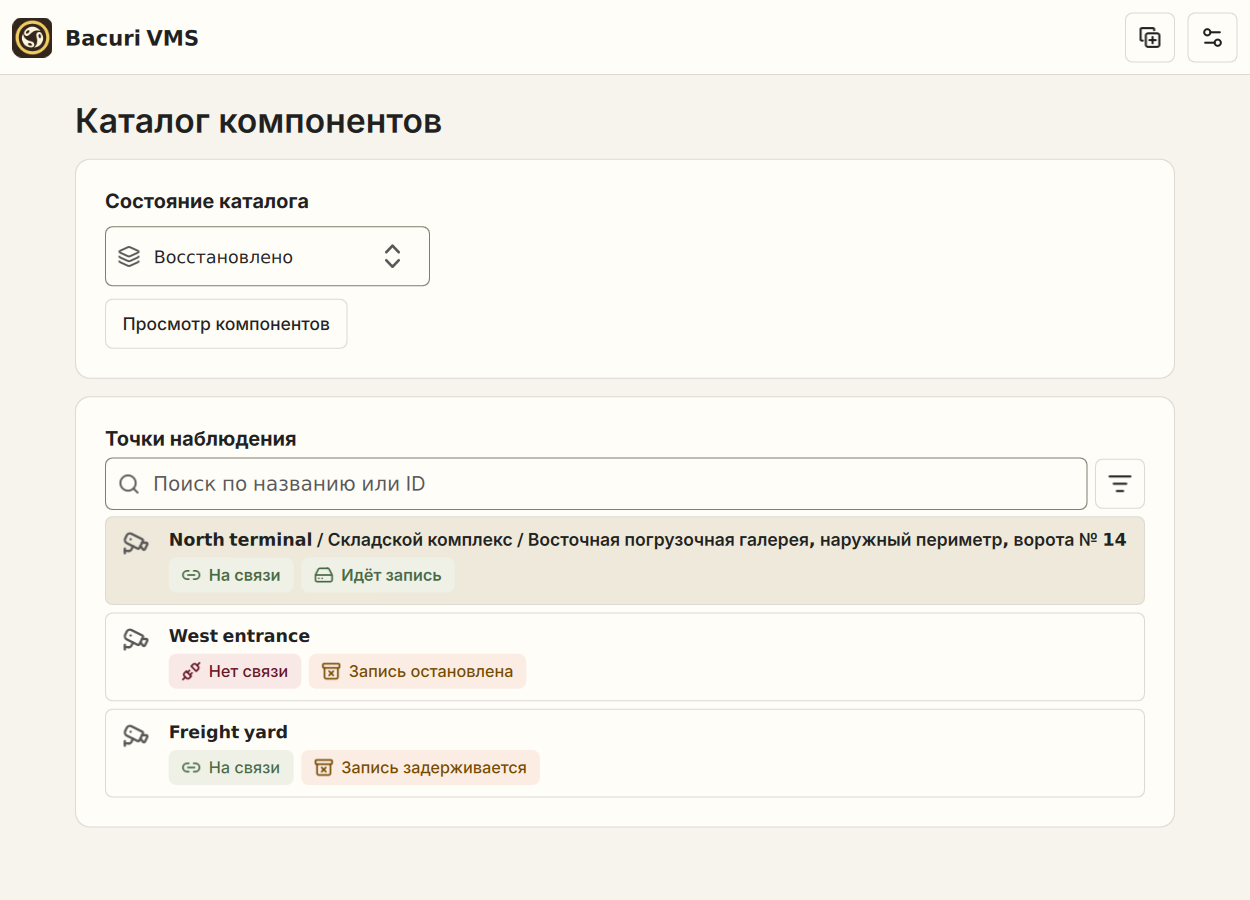 Bacuri VMS
Каталог компонентов
Состояние каталога
Восстановлено
Просмотр компонентов
Точки наблюдения
Поиск по названию или ID
North terminal / Складской комплекс / Восточная погрузочная галерея, наружный периметр, ворота № 14
На связи
Идёт запись
West entrance
Нет связи
Запись остановлена
Freight yard
На связи
Запись задерживается